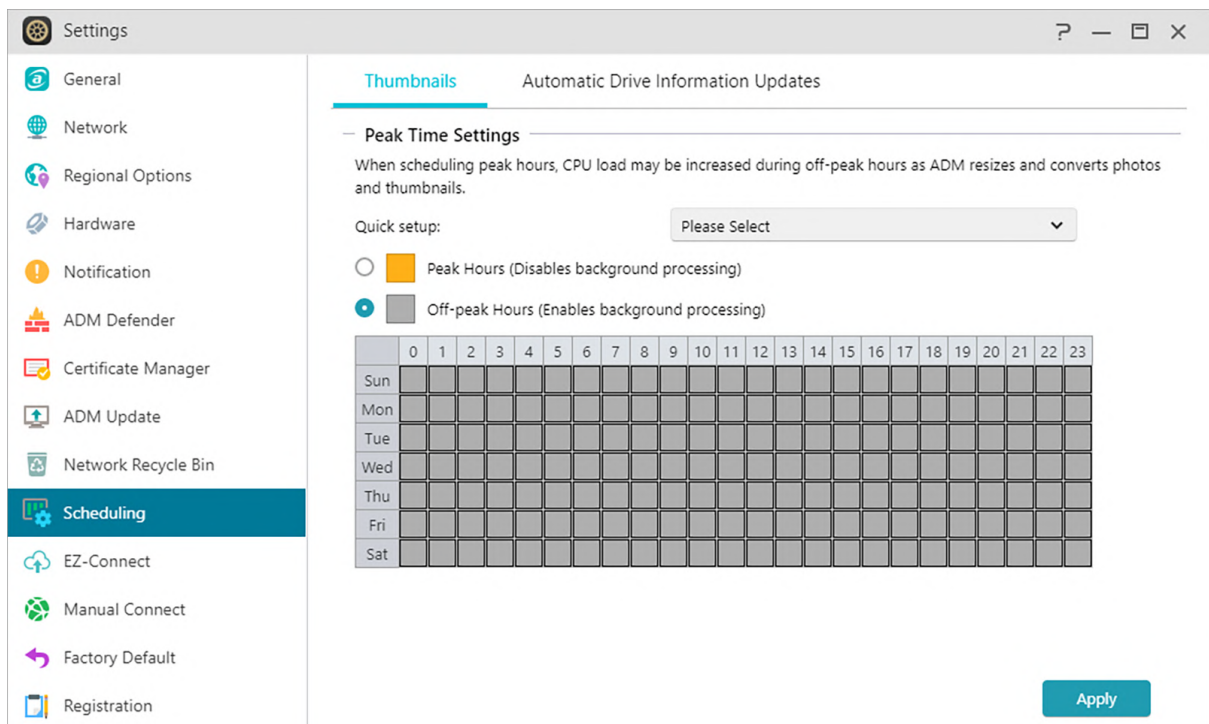 Settings
General
Network
Regional Options
Hardware
Notification
ADM Defender
Certificate Manager
ADM Update
Network Recycle Bin
Scheduling
EZ-Connect
Manual Connect
Factory Default
Registration
Thumbnails Automatic Drive Information Updates
Peak Time Settings
When scheduling peak hours, CPU load may be increased during off-peak hours as ADM resizes and converts photos
and thumbnails.
Quick setup: Please Select
Peak Hours (Disables background processing)
Off-peak Hours (Enables background processing)
0 1 2 3 4 5 6 7 8 9 10 11 12 13 14 15 16 17 18 19 20 21 22 23
Sun
Mon
Tue
Wed
Thu
Fri
Sat
Apply